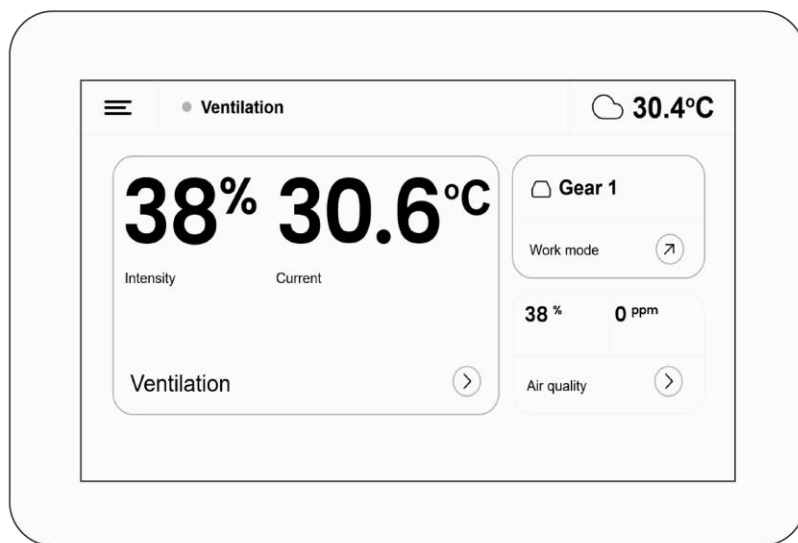 Ventilation
30.4°C
38% 30.6°C
Intensity Current
Ventilation
Gear 1
Work mode
38 % 0 ppm
Air quality